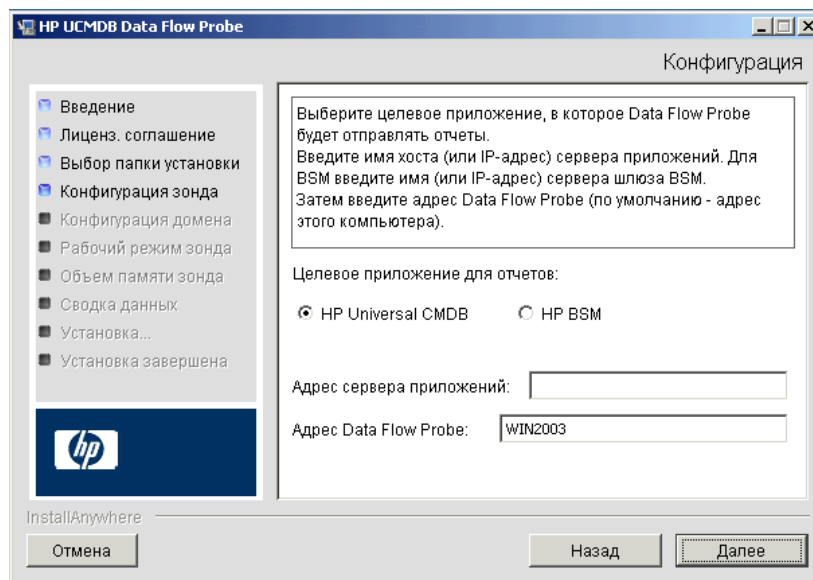 HP UCMDB Data Flow Probe
Конфигурация
Введение
Лиценз. соглашение
Выбор папки установки
Конфигурация зонда
Конфигурация домена
Рабочий режим зонда
Объем памяти зонда
Сводка данных
Установка...
Установка завершена
hp
Выберите целевое приложение, в которое Data Flow Probe
будет отправлять отчеты.
Введите имя хоста (или IP-адрес) сервера приложений. Для
BSM введите имя (или IP-адрес) сервера шлюза BSM.
Затем введите адрес Data Flow Probe (по умолчанию - адрес
этого компьютера).
Целевое приложение для отчетов:
HP Universal CMDB HP BSM
Адрес сервера приложений:
Адрес Data Flow Probe: WIN2003
InstallAnywhere
Отмена Назад Далее